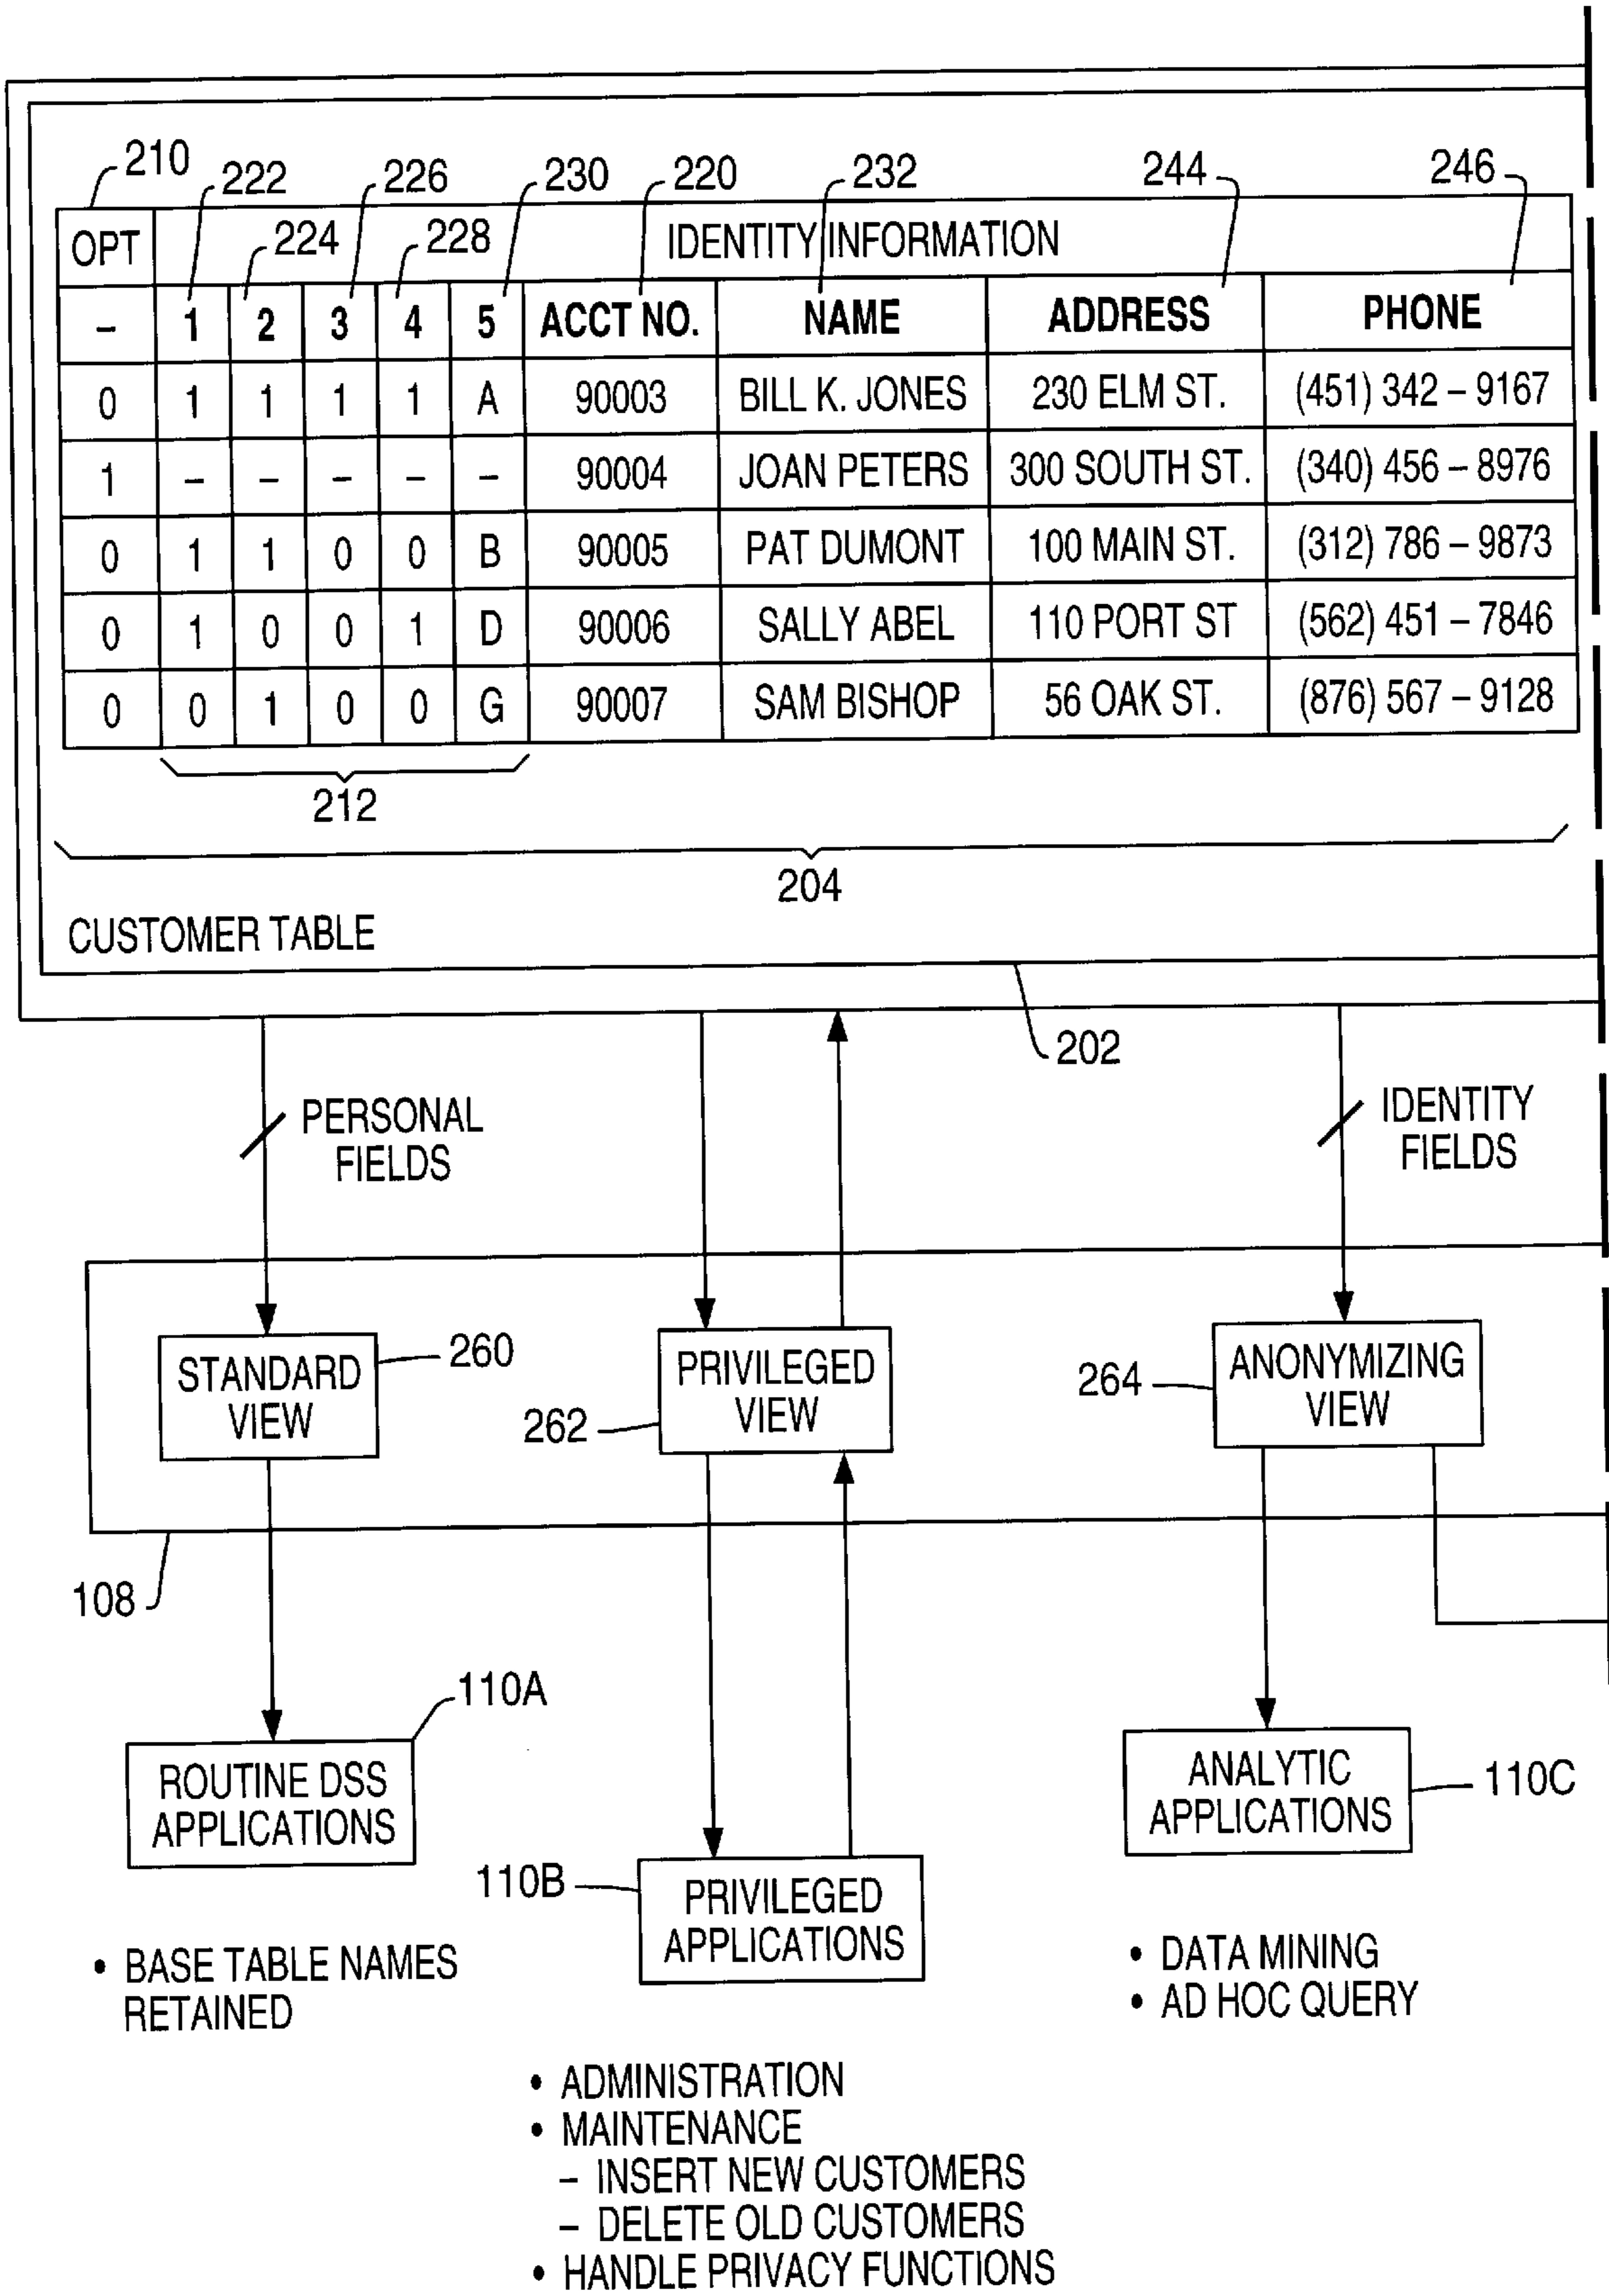 210
222
226
230
220
232
244
246
OPT
224
228
IDENTITY INFORMATION
– 1 2 3 4 5 ACCT NO. NAME ADDRESS PHONE
0 1 1 1 1 A 90003 BILL K. JONES 230 ELM ST. (451) 342 – 9167
1 – – – – – 90004 JOAN PETERS 300 SOUTH ST. (340) 456 – 8976
0 1 1 0 0 B 90005 PAT DUMONT 100 MAIN ST. (312) 786 – 9873
0 1 0 0 1 D 90006 SALLY ABEL 110 PORT ST (562) 451 – 7846
0 0 1 0 0 G 90007 SAM BISHOP 56 OAK ST. (876) 567 – 9128
212
204
CUSTOMER TABLE
202
PERSONAL
FIELDS
IDENTITY
FIELDS
STANDARD
VIEW
260
PRIVILEGED
VIEW
262
ANONYMIZING
VIEW
264
108
110A
ROUTINE DSS
APPLICATIONS
110B
PRIVILEGED
APPLICATIONS
ANALYTIC
APPLICATIONS
110C
• BASE TABLE NAMES
RETAINED
• DATA MINING
• AD HOC QUERY
• ADMINISTRATION
• MAINTENANCE
– INSERT NEW CUSTOMERS
– DELETE OLD CUSTOMERS
• HANDLE PRIVACY FUNCTIONS